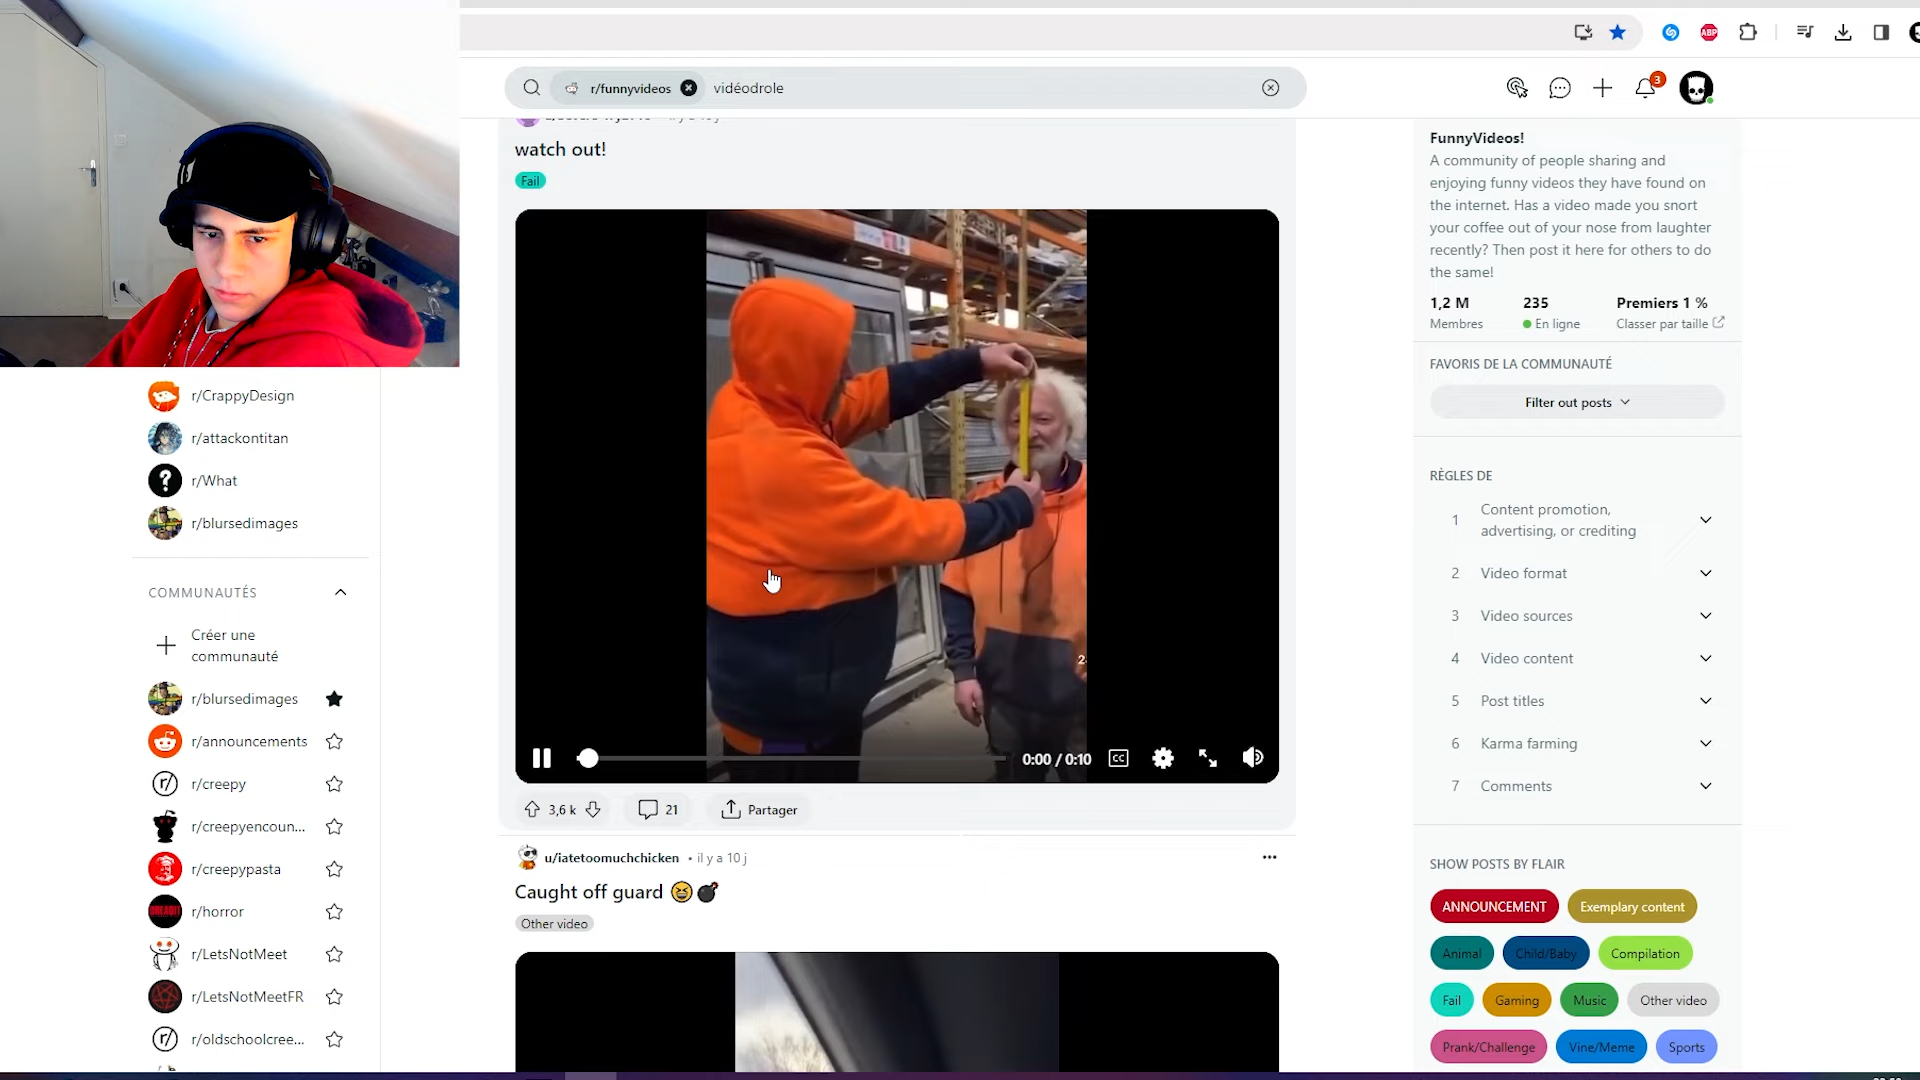 ABP
r/funnyvideos
vidéodrole
3
watch out!
Fail
2
0:00 / 0:10
CC
3,6 k
21
Partager
u/iatetoomuchchicken • il y a 10 j
Caught off guard 😆💣
Other video
r/CrappyDesign
r/attackontitan
r/What
r/blursedimages
COMMUNAUTÉS
Créer une
communauté
r/blursedimages
r/announcements
r/creepy
r/creepyencoun...
r/creepypasta
r/horror
r/LetsNotMeet
r/LetsNotMeetFR
r/oldschoolcree...
FunnyVideos!
A community of people sharing and
enjoying funny videos they have found on
the internet. Has a video made you snort
your coffee out of your nose from laughter
recently? Then post it here for others to do
the same!
1,2 M
235
Premiers 1 %
Membres
En ligne
Classer par taille
FAVORIS DE LA COMMUNAUTÉ
Filter out posts
RÈGLES DE
1 Content promotion,
advertising, or crediting
2 Video format
3 Video sources
4 Video content
5 Post titles
6 Karma farming
7 Comments
SHOW POSTS BY FLAIR
ANNOUNCEMENT
Exemplary content
Animal
Child/Baby
Compilation
Fail
Gaming
Music
Other video
Prank/Challenge
Vine/Meme
Sports